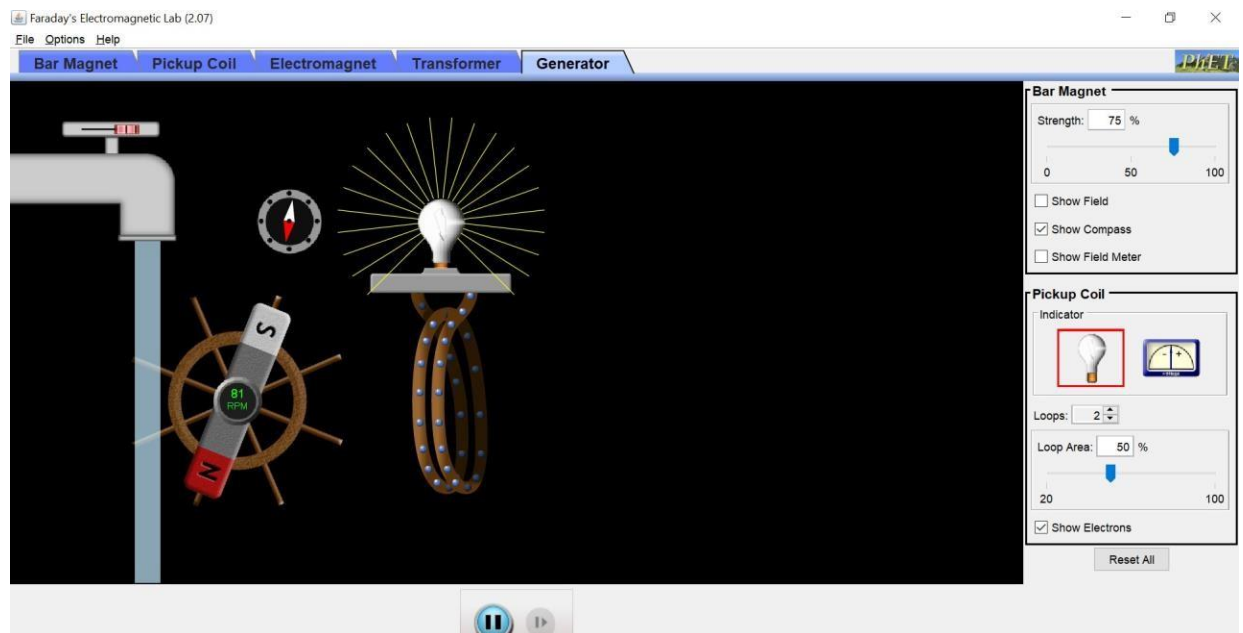 Faraday's Electromagnetic Lab (2.07)
File Options Help
Bar Magnet Pickup Coil Electromagnet Transformer Generator
PhET
Bar Magnet
Strength: 75 %
0 50 100
Show Field
Show Compass
Show Field Meter
S
81
RPM
N
Pickup Coil
Indicator
- +
Loops: 2
Loop Area: 50 %
20 100
Show Electrons
Reset All